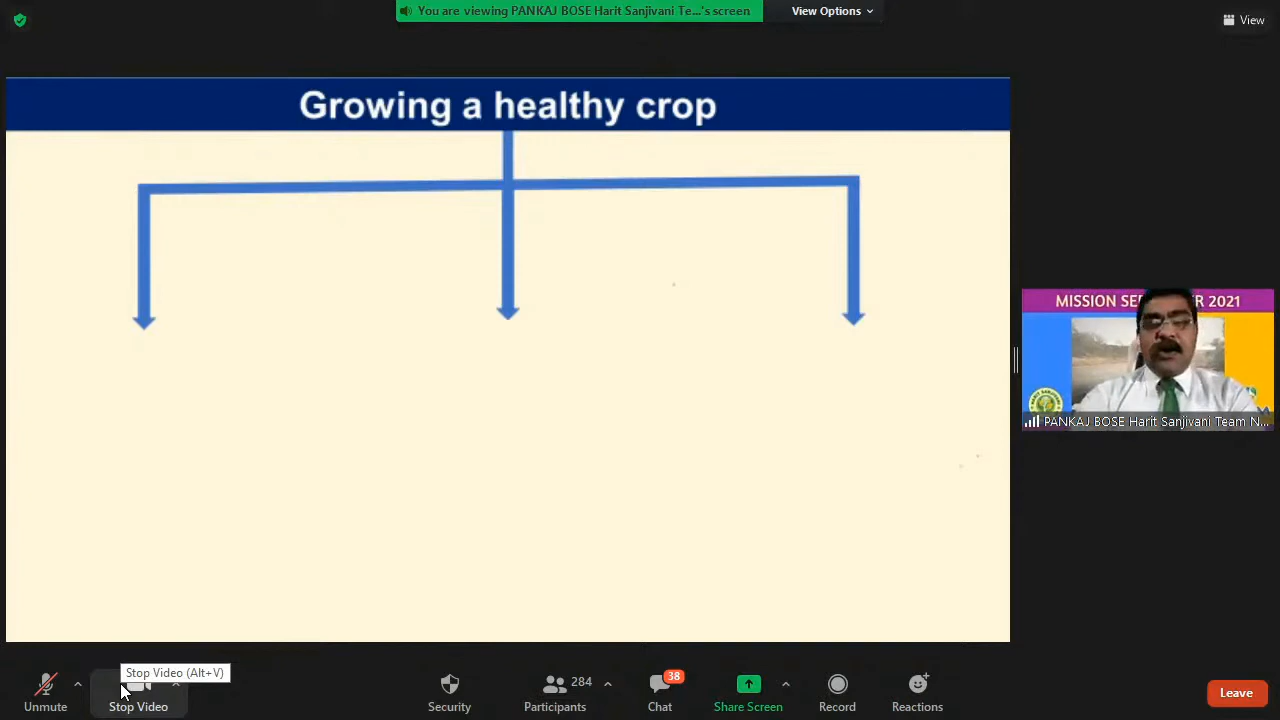 You are viewing PANKAJ BOSE Harit Sanjivani Te...'s screen
View Options
View
Growing a healthy crop
MISSION SE R 2021
PANKAJ BOSE Harit Sanjivani Team N...
Stop Video (Alt+V)
Unmute
Stop Video
Security
Participants
284
Chat
38
Share Screen
Record
Reactions
Leave